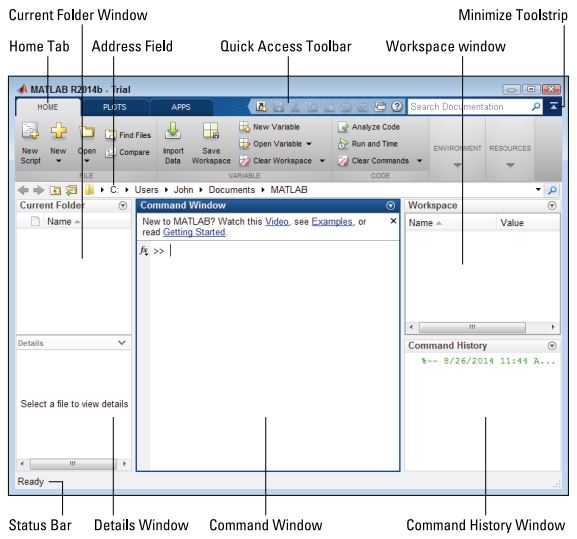 Current Folder Window
Minimize Toolstrip
Home Tab
Address Field
Quick Access Toolbar
Workspace window
MATLAB R2014b - Trial
HOME
PLOTS
APPS
Search Documentation
New Script
New
Open
Find Files
Compare
Import Data
Save Workspace
New Variable
Open Variable
Clear Workspace
Analyze Code
Run and Time
Clear Commands
ENVIRONMENT
RESOURCES
FILE
VARIABLE
CODE
C: Users John Documents MATLAB
Current Folder
Name
Command Window
New to MATLAB? Watch this Video, see Examples, or
read Getting Started.
fx >>
Workspace
Name
Value
Details
Select a file to view details
Command History
%-- 8/26/2014 11:44 A...
Ready
Status Bar
Details Window
Command Window
Command History Window